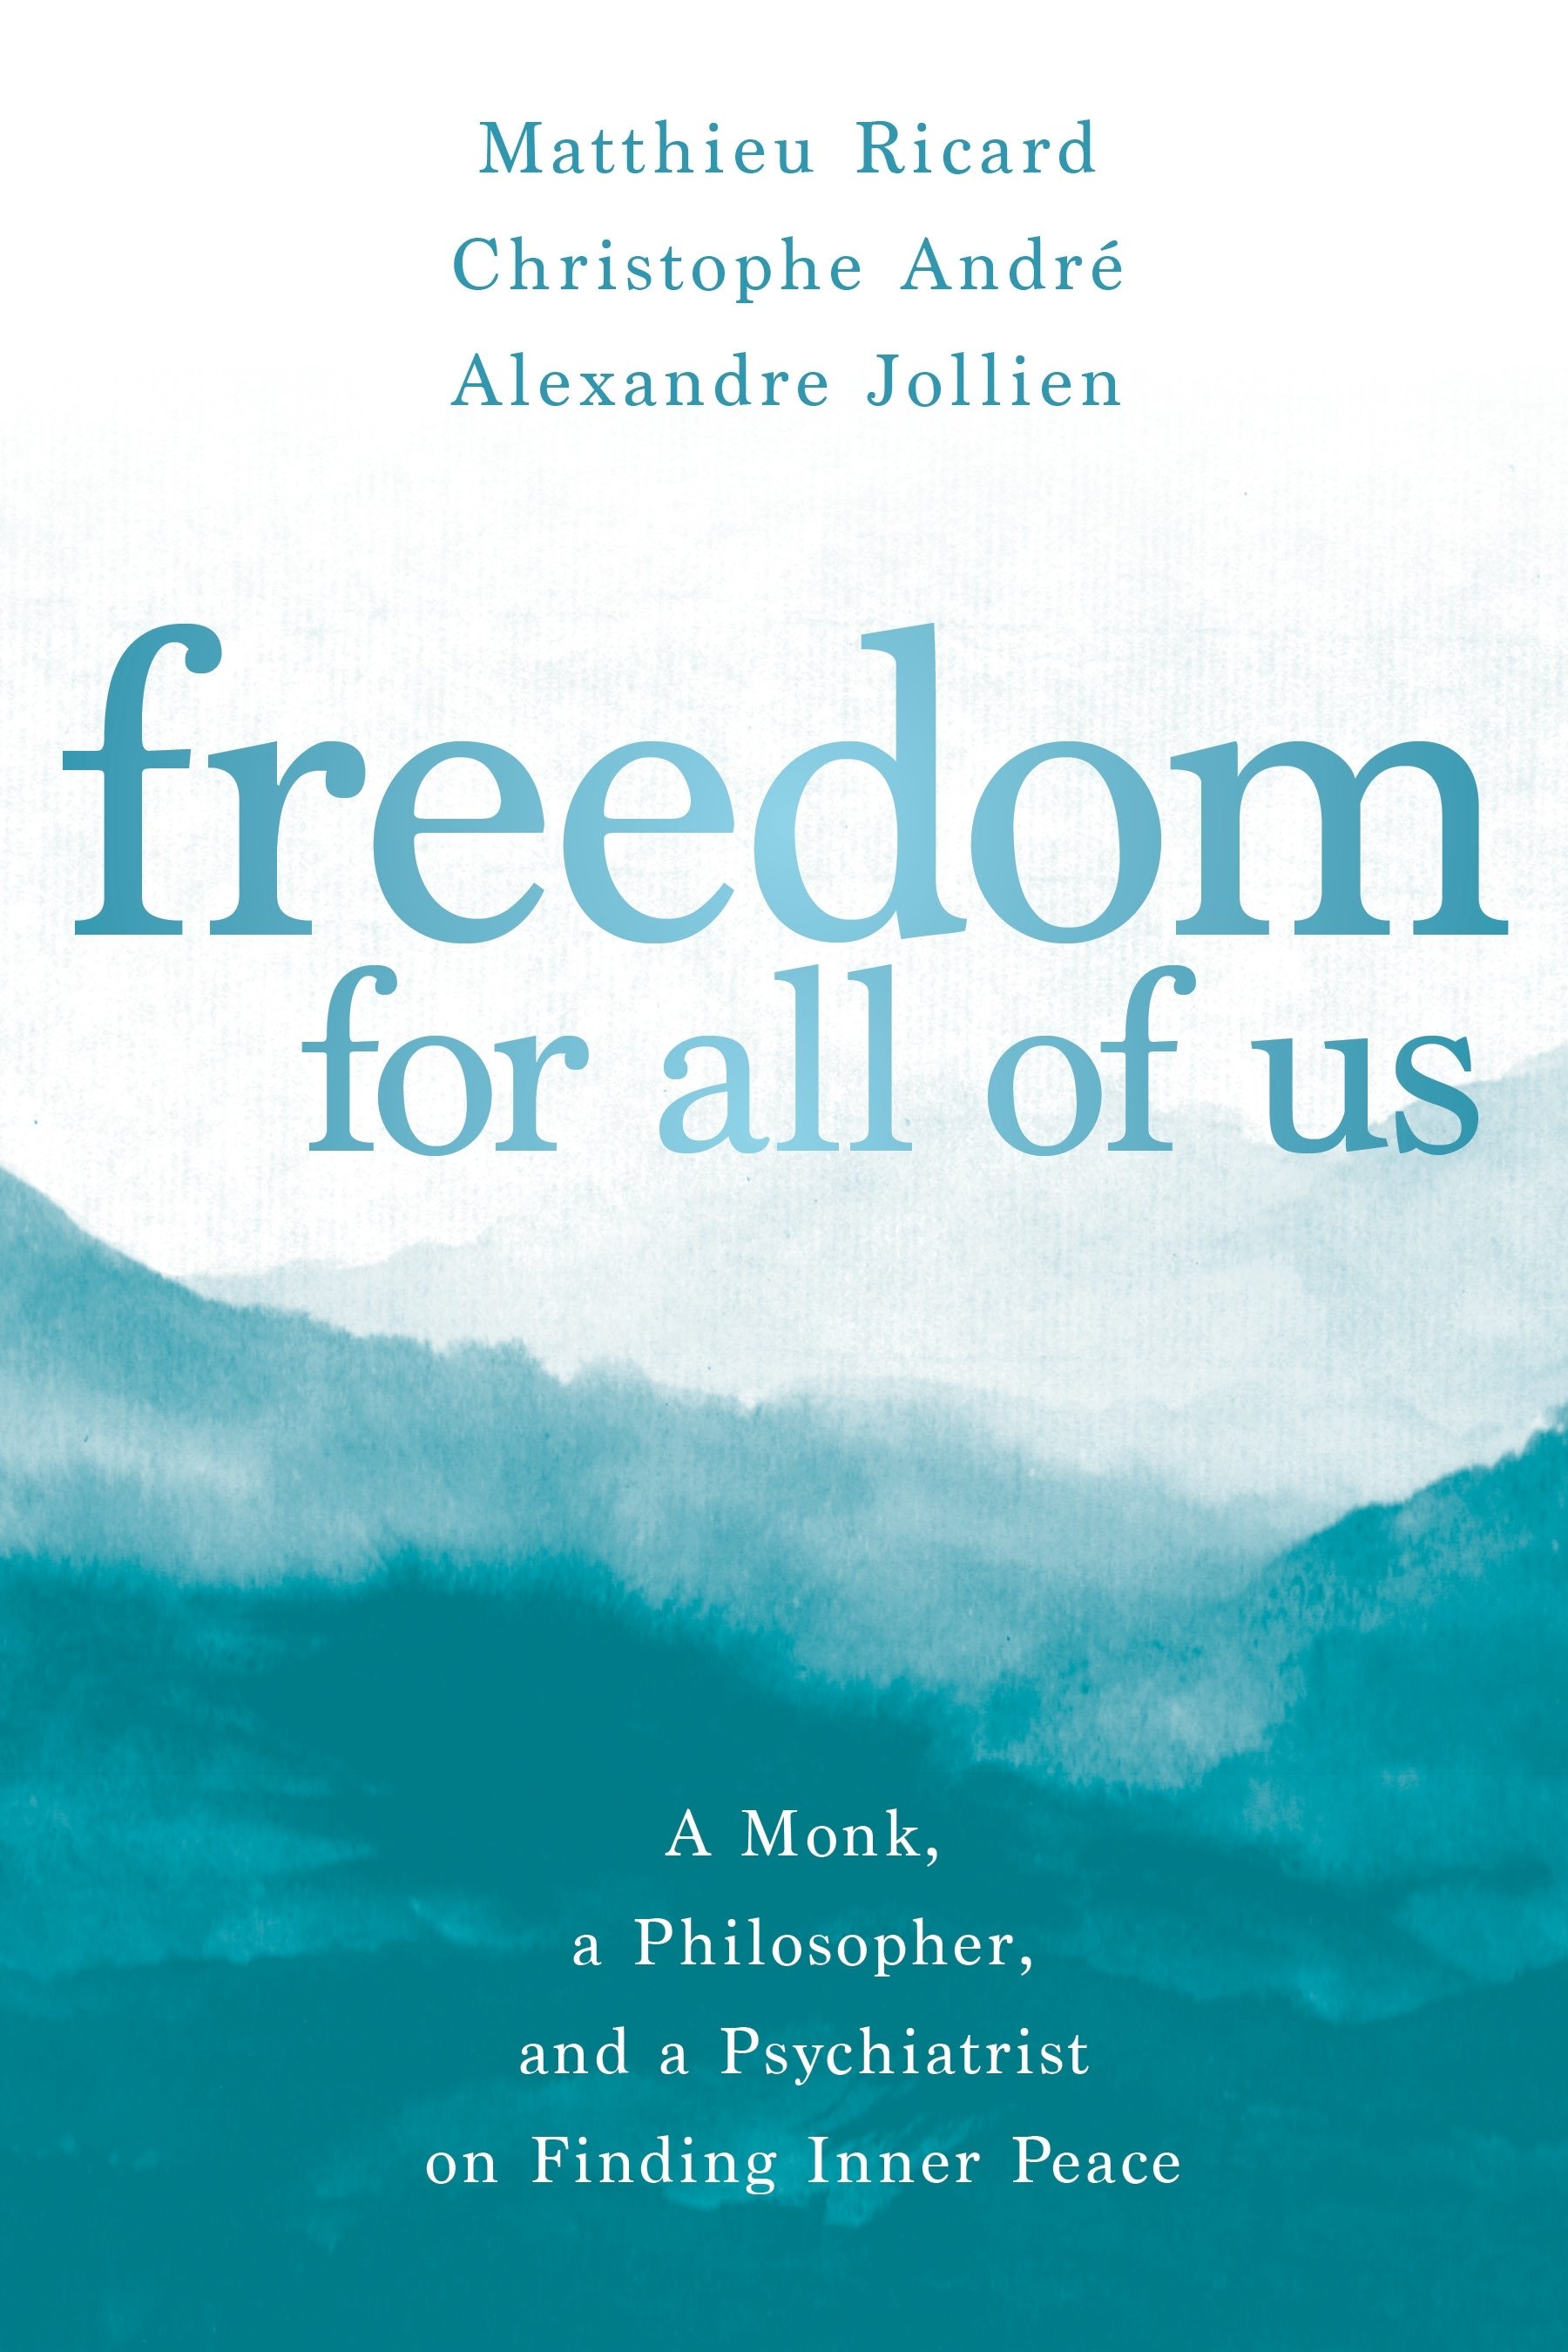 Matthieu Ricard
Christophe André
Alexandre Jollien
freedom
for all of us
A Monk,
a Philosopher,
and a Psychiatrist
on Finding Inner Peace